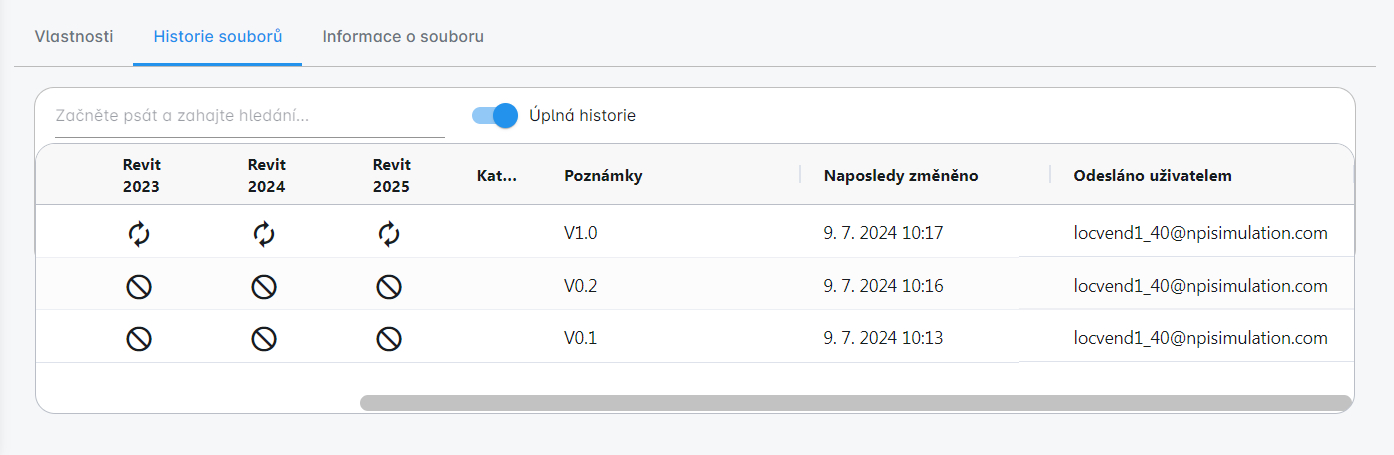 Vlastnosti Historie souborů Informace o souboru
Začněte psát a zahajte hledání... Úplná historie
Revit 2023 Revit 2024 Revit 2025 Kat... Poznámky Naposledy změněno Odesláno uživatelem
V1.0 9. 7. 2024 10:17 locvend1_40@npisimulation.com
V0.2 9. 7. 2024 10:16 locvend1_40@npisimulation.com
V0.1 9. 7. 2024 10:13 locvend1_40@npisimulation.com